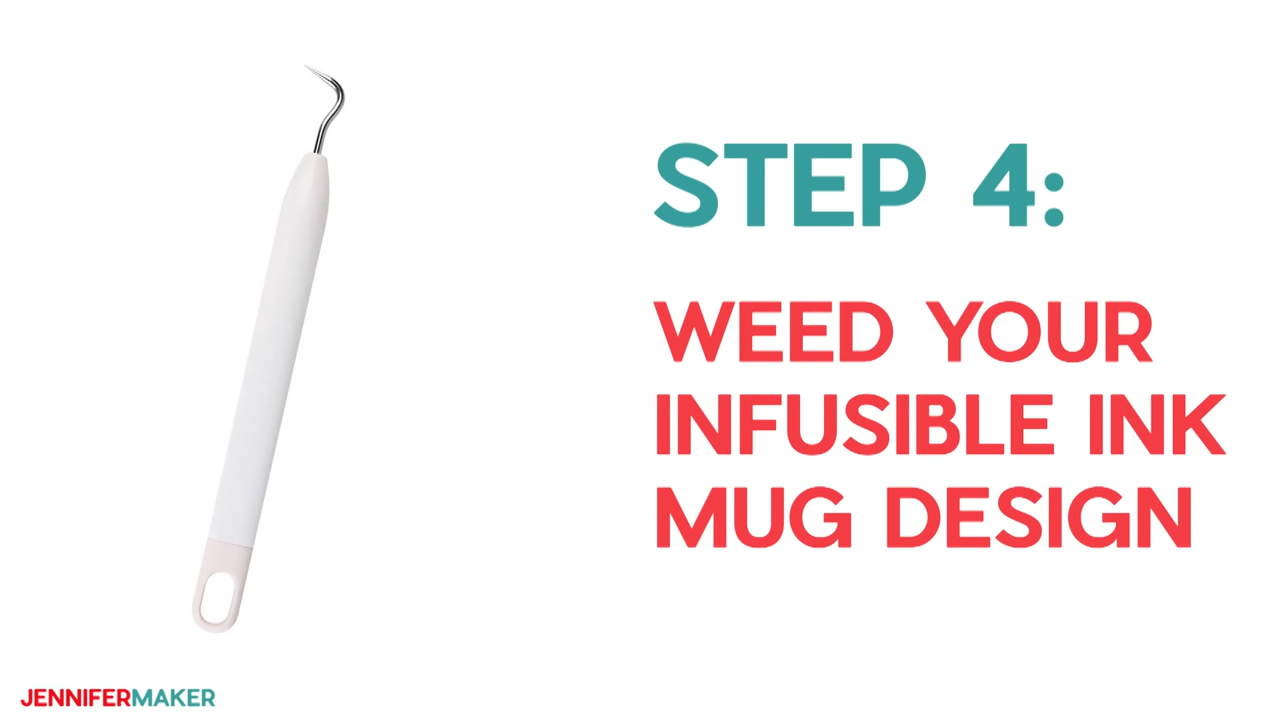 STEP 4:
WEED YOUR
INFUSIBLE INK
MUG DESIGN
JENNIFERMAKER